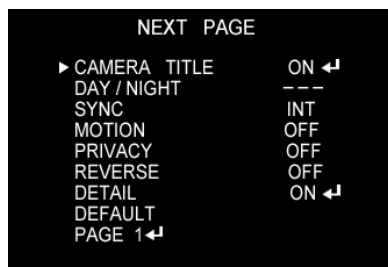 NEXT PAGE
▶ CAMERA TITLE ON ↵
DAY / NIGHT ---
SYNC INT
MOTION OFF
PRIVACY OFF
REVERSE OFF
DETAIL ON ↵
DEFAULT
PAGE 1↵